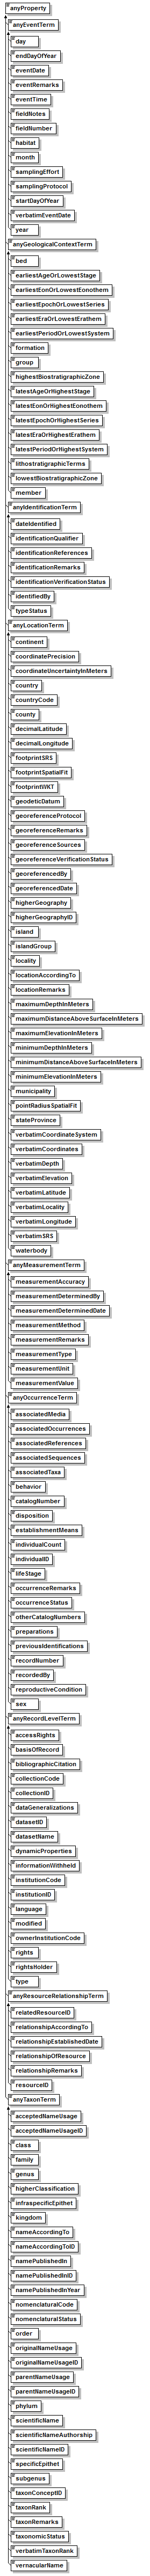 anyProperty
anyEventTerm
day
endDayOfYear
eventDate
eventRemarks
eventTime
fieldNotes
fieldNumber
habitat
month
samplingEffort
samplingProtocol
startDayOfYear
verbatimEventDate
year
anyGeologicalContextTerm
bed
earliestAgeOrLowestStage
earliestEonOrLowestEonothem
earliestEpochOrLowestSeries
earliestEraOrLowestErathem
earliestPeriodOrLowestSystem
formation
group
highestBiostratigraphicZone
latestAgeOrHighestStage
latestEonOrHighestEonothem
latestEpochOrHighestSeries
latestEraOrHighestErathem
latestPeriodOrHighestSystem
lithostratigraphicTerms
lowestBiostratigraphicZone
member
anyIdentificationTerm
dateIdentified
identificationQualifier
identificationReferences
identificationRemarks
identificationVerificationStatus
identifiedBy
typeStatus
anyLocationTerm
continent
coordinatePrecision
coordinateUncertaintyInMeters
country
countryCode
county
decimalLatitude
decimalLongitude
footprintSRS
footprintSpatialFit
footprintWKT
geodeticDatum
georeferenceProtocol
georeferenceRemarks
georeferenceSources
georeferenceVerificationStatus
georeferencedBy
georeferencedDate
higherGeography
higherGeographyID
island
islandGroup
locality
locationAccordingTo
locationRemarks
maximumDepthInMeters
maximumDistanceAboveSurfaceInMeters
maximumElevationInMeters
minimumDepthInMeters
minimumDistanceAboveSurfaceInMeters
minimumElevationInMeters
municipality
pointRadiusSpatialFit
stateProvince
verbatimCoordinateSystem
verbatimCoordinates
verbatimDepth
verbatimElevation
verbatimLatitude
verbatimLocality
verbatimLongitude
verbatimSRS
waterbody
anyMeasurementTerm
measurementAccuracy
measurementDeterminedBy
measurementDeterminedDate
measurementMethod
measurementRemarks
measurementType
measurementUnit
measurementValue
anyOccurrenceTerm
associatedMedia
associatedOccurrences
associatedReferences
associatedSequences
associatedTaxa
behavior
catalogNumber
disposition
establishmentMeans
individualCount
individualID
lifeStage
occurrenceRemarks
occurrenceStatus
otherCatalogNumbers
preparations
previousIdentifications
recordNumber
recordedBy
reproductiveCondition
sex
anyRecordLevelTerm
accessRights
basisOfRecord
bibliographicCitation
collectionCode
collectionID
dataGeneralizations
datasetID
datasetName
dynamicProperties
informationWithheld
institutionCode
institutionID
language
modified
ownerInstitutionCode
rights
rightsHolder
type
anyResourceRelationshipTerm
relatedResourceID
relationshipAccordingTo
relationshipEstablishedDate
relationshipOfResource
relationshipRemarks
resourceID
anyTaxonTerm
acceptedNameUsage
acceptedNameUsageID
class
family
genus
higherClassification
infraspecificEpithet
kingdom
nameAccordingTo
nameAccordingToID
namePublishedIn
namePublishedInID
namePublishedInYear
nomenclaturalCode
nomenclaturalStatus
order
originalNameUsage
originalNameUsageID
parentNameUsage
parentNameUsageID
phylum
scientificName
scientificNameAuthorship
scientificNameID
specificEpithet
subgenus
taxonConceptID
taxonRank
taxonRemarks
taxonomicStatus
verbatimTaxonRank
vernacularName